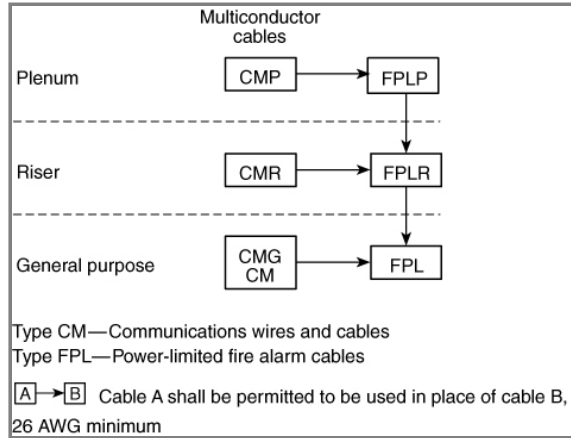 Multiconductor
cables
Plenum CMP FPLP
Riser CMR FPLR
General purpose CMG CM FPL
Type CM—Communications wires and cables
Type FPL—Power-limited fire alarm cables
A B Cable A shall be permitted to be used in place of cable B,
26 AWG minimum